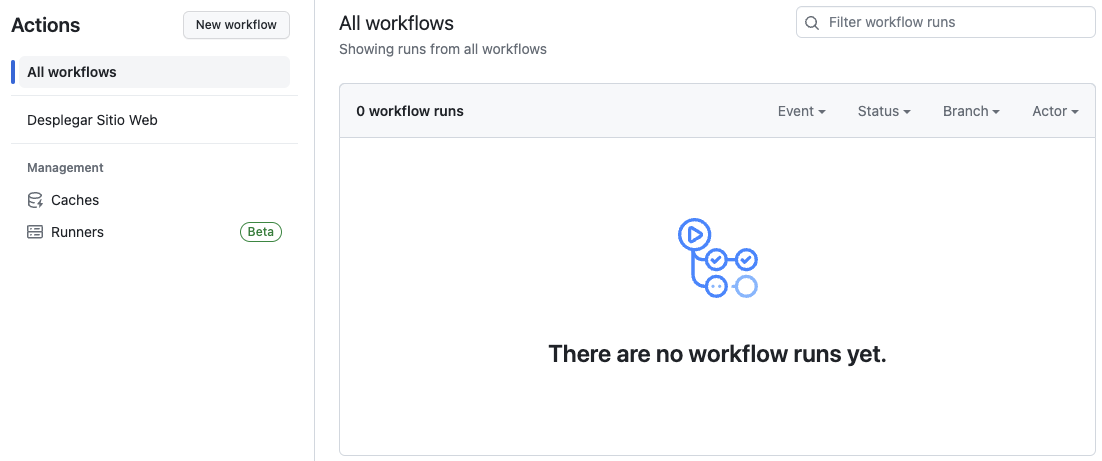 Actions
New workflow
All workflows
Desplegar Sitio Web
Management
Caches
Runners
Beta
All workflows
Showing runs from all workflows
Filter workflow runs
0 workflow runs
Event
Status
Branch
Actor
There are no workflow runs yet.